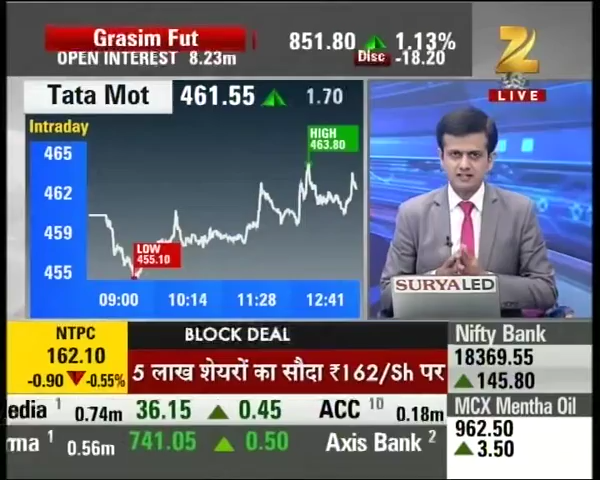 Grasim Fut
OPEN INTEREST 8.23m
851.80 1.13%
Disc -18.20
LIVE
Tata Mot 461.55 1.70
Intraday
465
462
459
455
HIGH
463.80
LOW
455.10
09:00 10:14 11:28 12:41
SURYALED
NTPC
162.10
-0.90 -0.55%
BLOCK DEAL
5 लाख शेयरों का सौदा ₹162/Sh पर
Nifty Bank
18369.55
145.80
MCX Mentha Oil
962.50
3.50
edia 1 0.74m 36.15 0.45 ACC 10 0.18m
rma 1 0.56m 741.05 0.50 Axis Bank 2